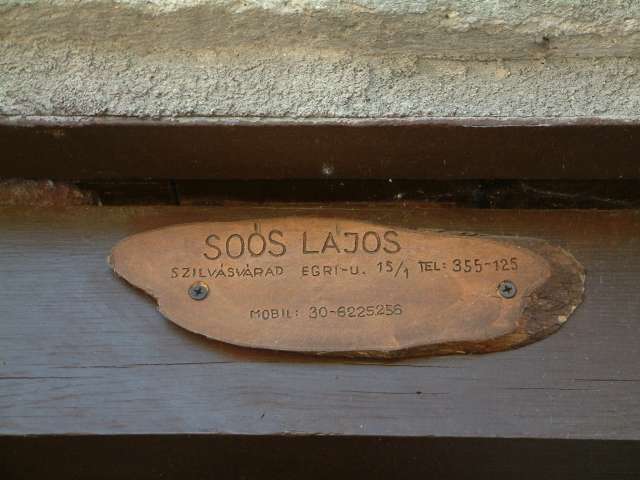 SOÓS LAJOS
SZILVÁSVÁRAD EGRI-U. 15/1 TEL: 355-125
MOBIL: 30-6225256